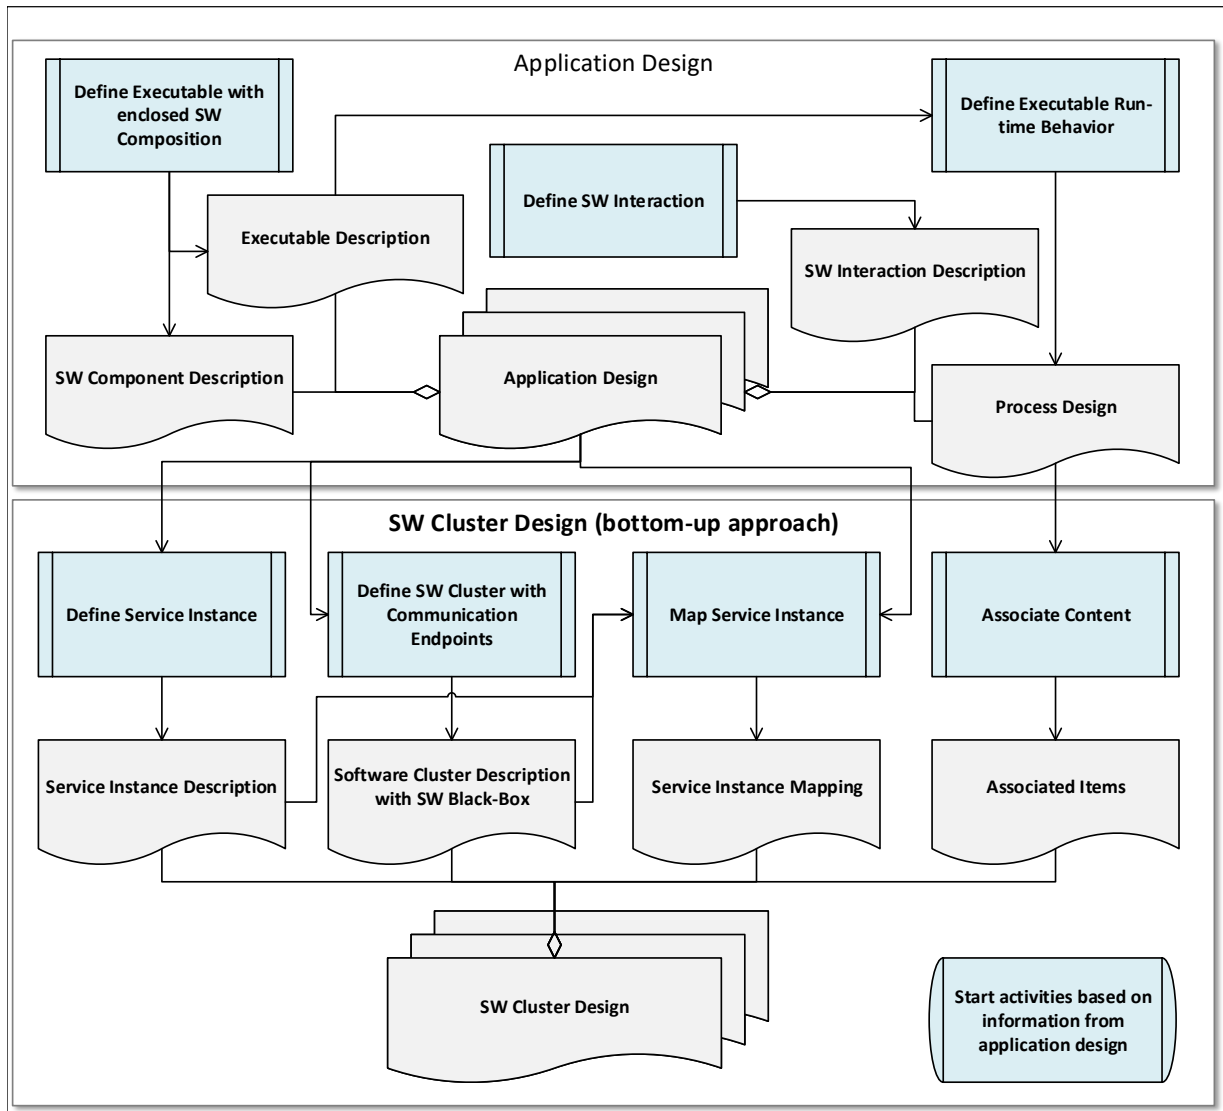 Application Design
Define Executable with
enclosed SW
Composition
Define Executable Run-
time Behavior
Define SW Interaction
Executable Description
SW Interaction Description
SW Component Description
Application Design
Process Design
SW Cluster Design (bottom-up approach)
Define Service Instance
Define SW Cluster with
Communication
Endpoints
Map Service Instance
Associate Content
Service Instance Description
Software Cluster Description
with SW Black-Box
Service Instance Mapping
Associated Items
SW Cluster Design
Start activities based on
information from
application design